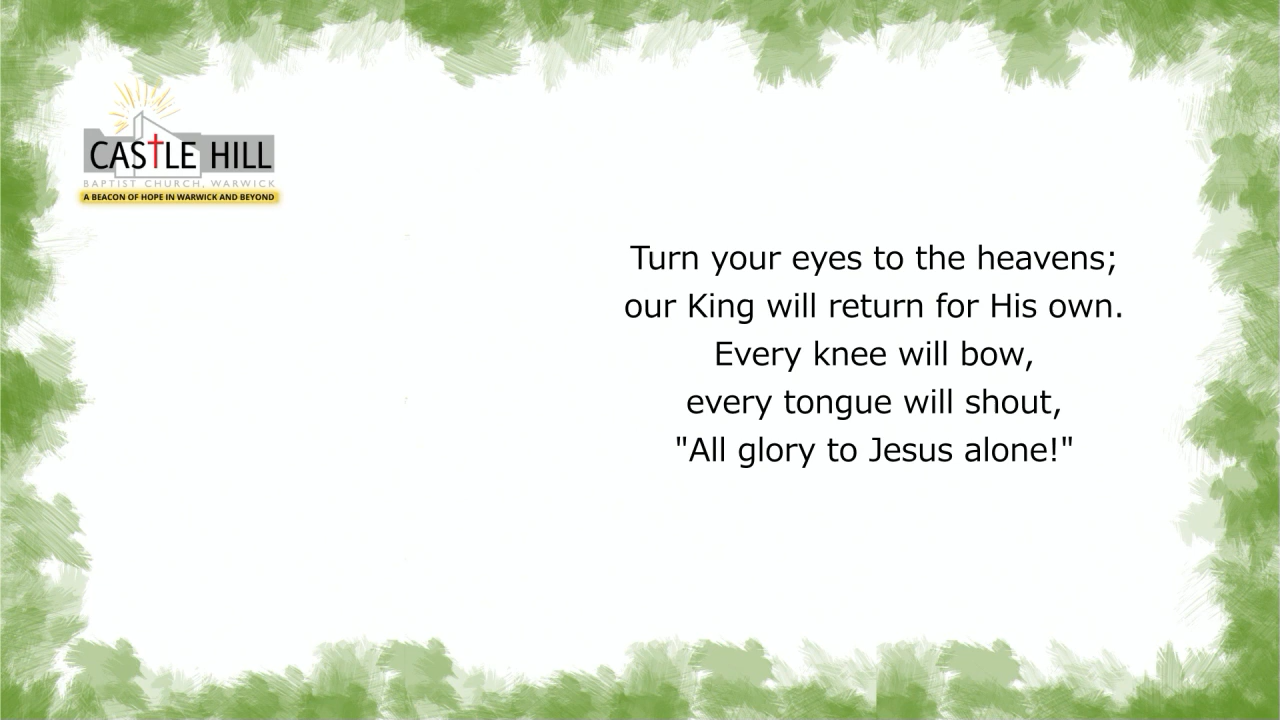 CASTLE HILL
BAPTIST CHURCH, WARWICK
A BEACON OF HOPE IN WARWICK AND BEYOND
Turn your eyes to the heavens;
our King will return for His own.
Every knee will bow,
every tongue will shout,
"All glory to Jesus alone!"